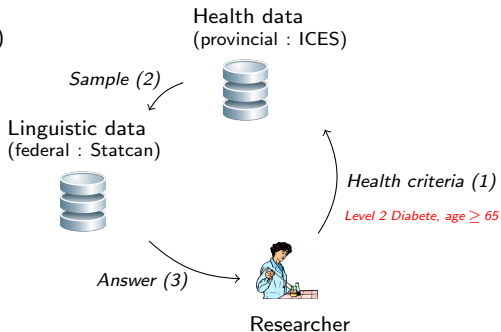 )
Health data
(provincial : ICES)
Sample (2)
Linguistic data
(federal : Statcan)
Health criteria (1)
Level 2 Diabete, age ≥ 65
Answer (3)
Researcher